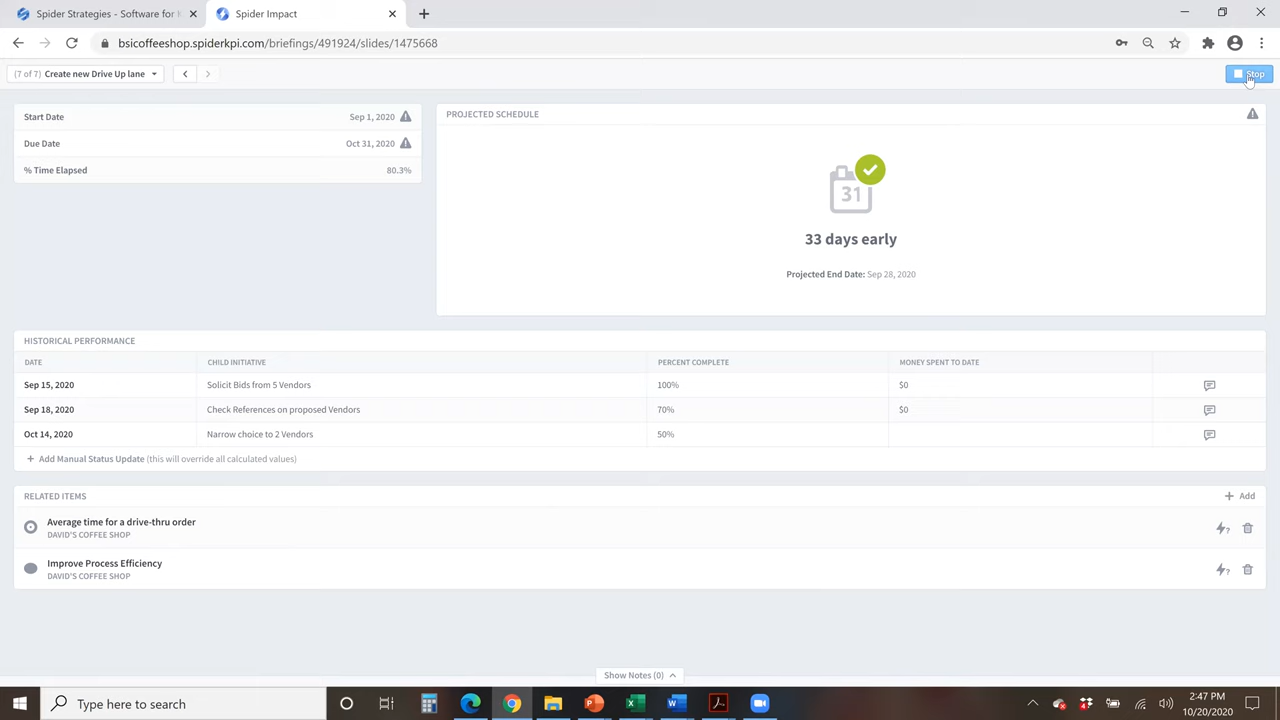 Spider Strategies - Software for
Spider Impact
bsicoffeeshop.spiderkpi.com/briefings/491924/slides/1475668
(7 of 7) Create new Drive Up lane
Stop
Start Date Sep 1, 2020
Due Date Oct 31, 2020
% Time Elapsed 80.3%
PROJECTED SCHEDULE
31
33 days early
Projected End Date: Sep 28, 2020
HISTORICAL PERFORMANCE
DATE CHILD INITIATIVE PERCENT COMPLETE MONEY SPENT TO DATE
Sep 15, 2020 Solicit Bids from 5 Vendors 100% $0
Sep 18, 2020 Check References on proposed Vendors 70% $0
Oct 14, 2020 Narrow choice to 2 Vendors 50%
+ Add Manual Status Update (this will override all calculated values)
RELATED ITEMS + Add
Average time for a drive-thru order
DAVID'S COFFEE SHOP
Improve Process Efficiency
DAVID'S COFFEE SHOP
Show Notes (0)
Type here to search
2:47 PM
10/20/2020